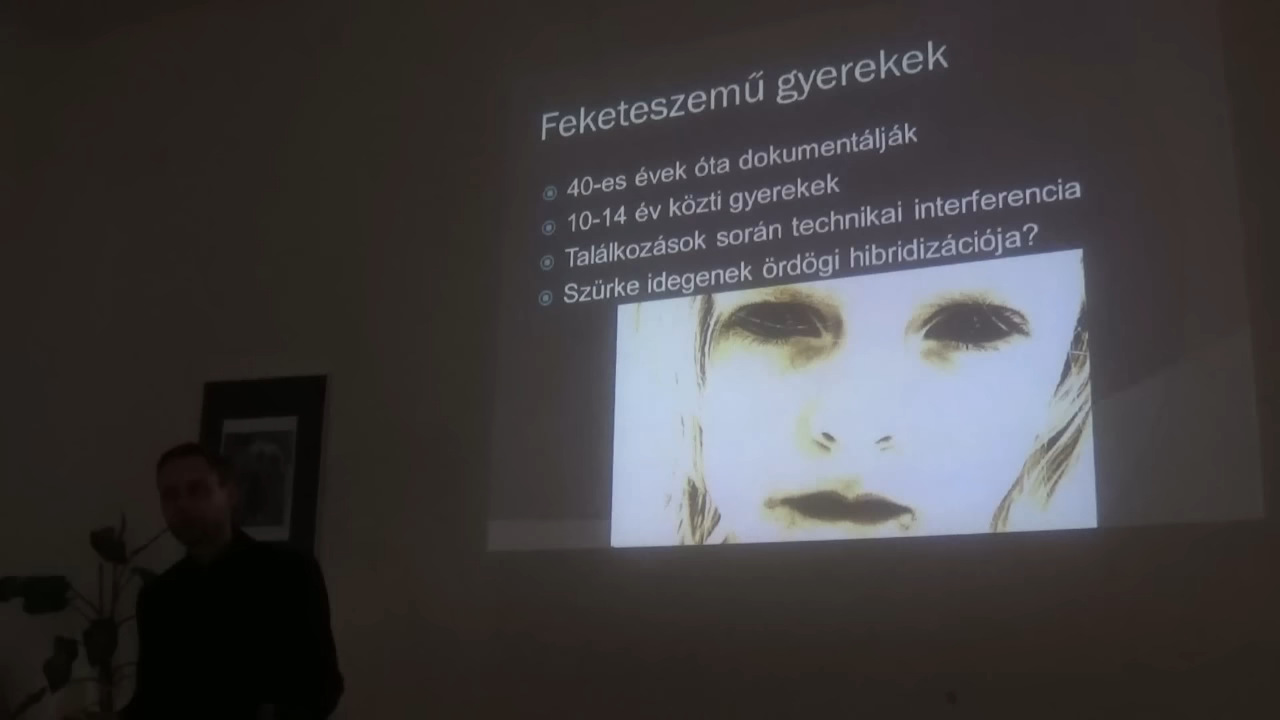 Feketeszemű gyerekek
40-es évek óta dokumentálják
10-14 év közti gyerekek
Találkozások során technikai interferencia
Szürke idegenek ördögi hibridizációja?